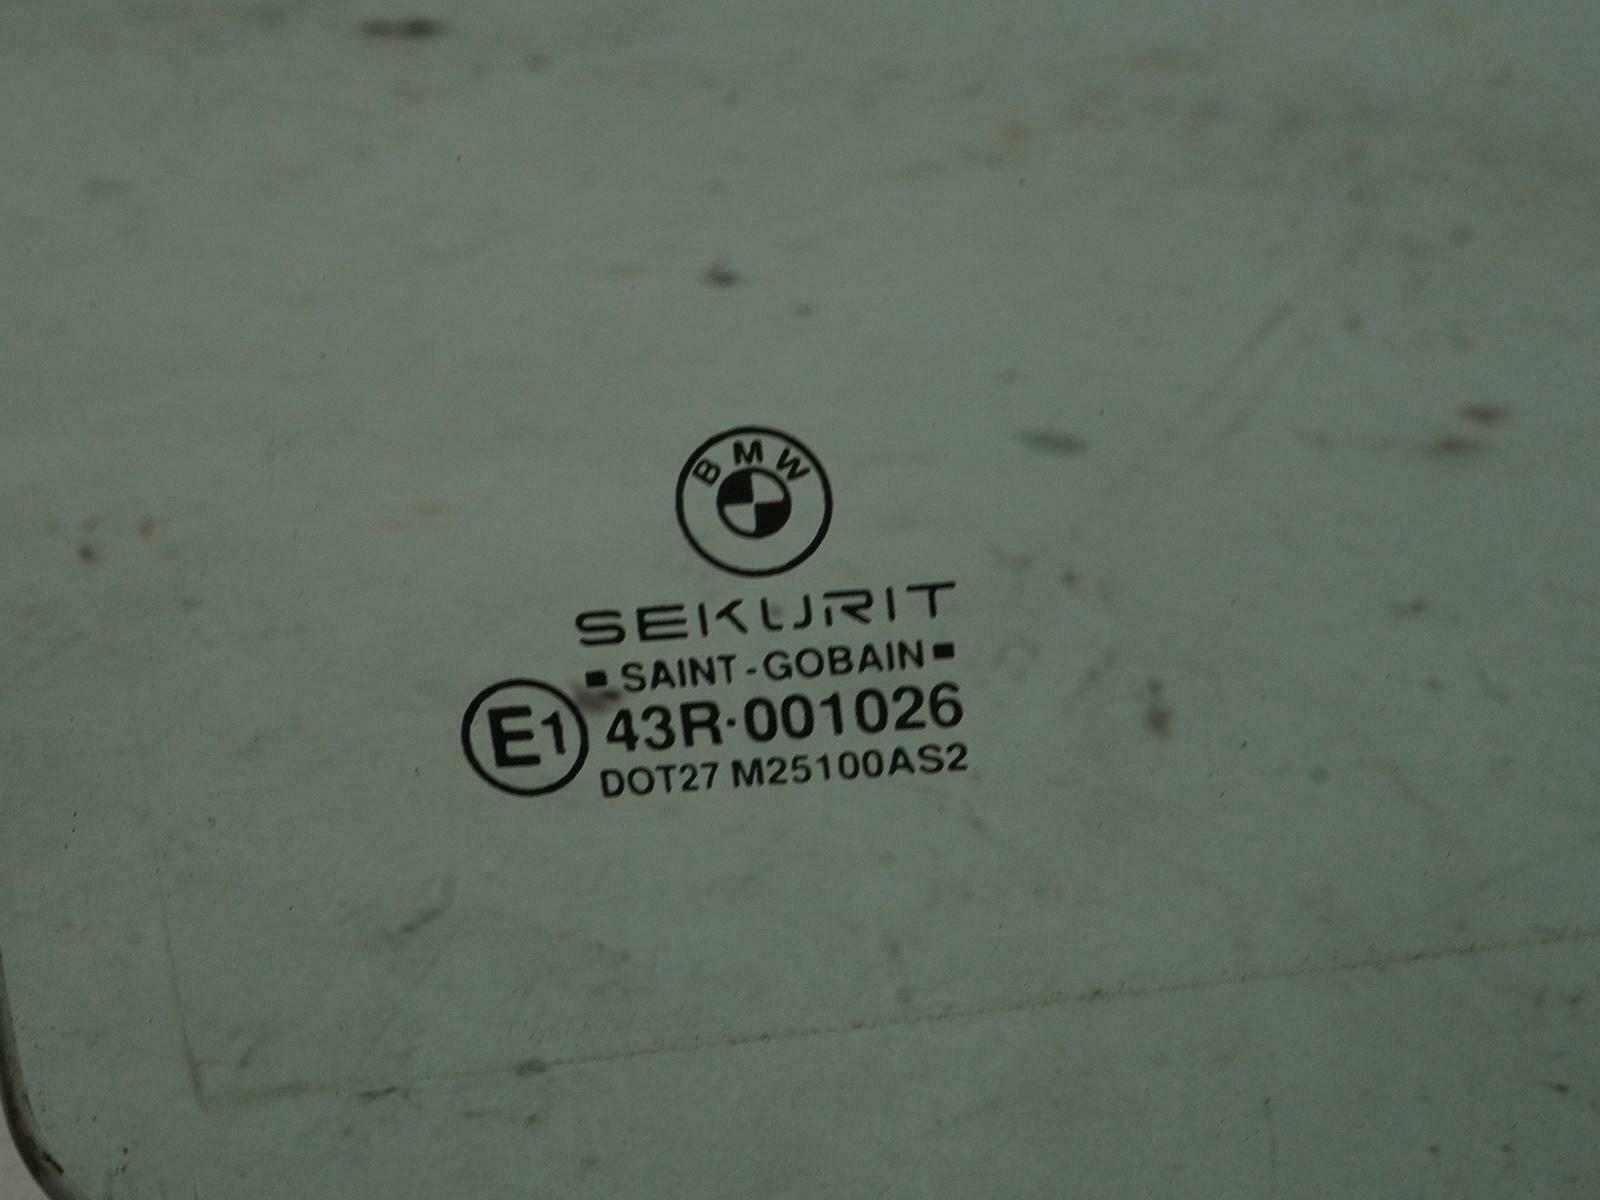 BMW
SEKURIT
SAINT-GOBAIN
E1 43R·001026
DOT27 M25100AS2